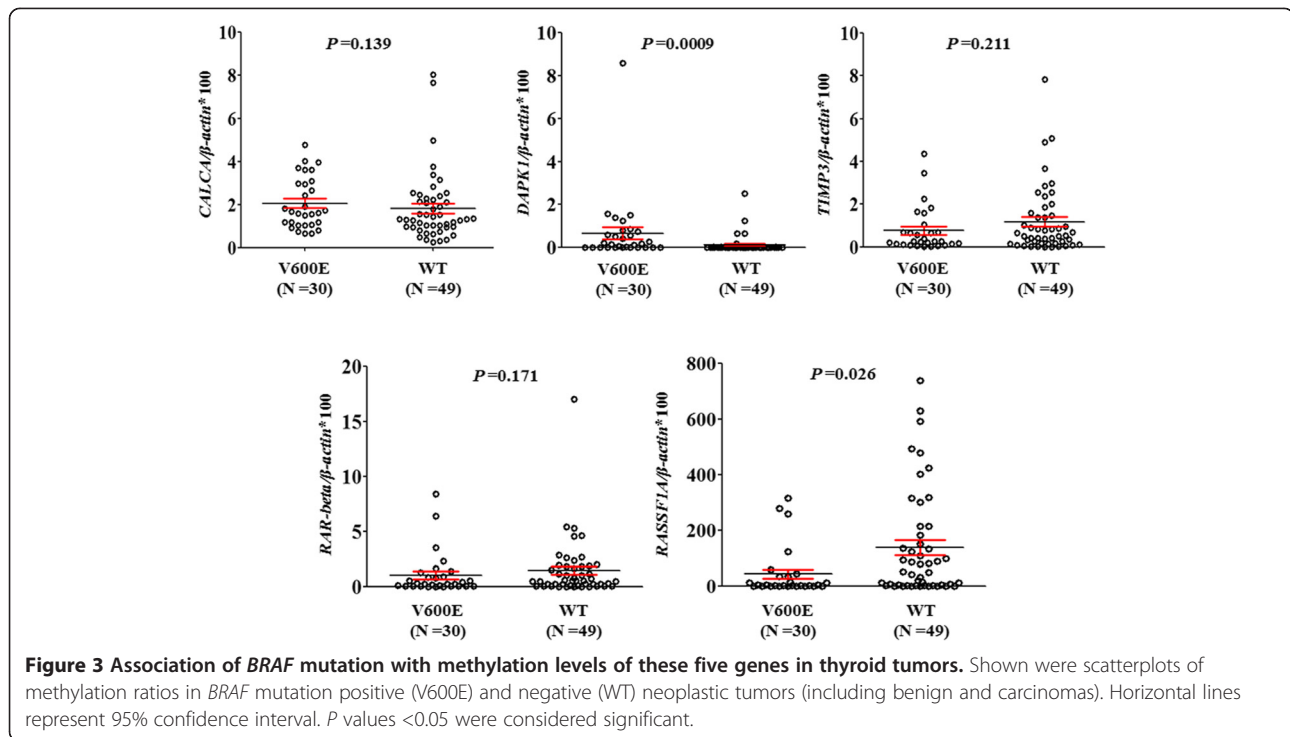 P=0.139
CALCA/β-actin*100
10
8
6
4
2
0
V600E
(N =30)
WT
(N =49)
P=0.0009
DAPK1/β-actin*100
10
8
6
4
2
0
V600E
(N =30)
WT
(N =49)
P=0.211
TIMP3/β-actin*100
10
8
6
4
2
0
V600E
(N =30)
WT
(N =49)
P=0.171
RAR-beta/β-actin*100
20
15
10
5
0
V600E
(N =30)
WT
(N =49)
P=0.026
RASSF1A/β-actin*100
800
600
400
200
0
V600E
(N =30)
WT
(N =49)
Figure 3 Association of BRAF mutation with methylation levels of these five genes in thyroid tumors. Shown were scatterplots of
methylation ratios in BRAF mutation positive (V600E) and negative (WT) neoplastic tumors (including benign and carcinomas). Horizontal lines
represent 95% confidence interval. P values <0.05 were considered significant.